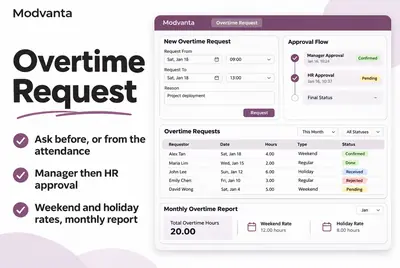 Modvanta
Overtime
Request
Ask before, or from the
attendance
Manager then HR
approval
Weekend and holiday
rates, monthly report
Modvanta
Overtime Request
New Overtime Request
Request From
Sat, Jan 18
09:00
Request To
Sat, Jan 18
13:00
Reason
Project deployment
Request
Approval Flow
Manager Approval
Confirmed
HR Approval
Pending
Final Status
–
Overtime Requests
This Month
All Statuses
Requestor Date Hours Type Status
Alex Tan Sat, Jan 18 4.00 Weekend Confirmed
Maria Lim Wed, Jan 15 2.00 Regular Done
John Lee Sun, Jan 12 6.00 Holiday Received
Emily Chen Fri, Jan 10 3.00 Regular Rejected
David Wong Sat, Jan 4 5.00 Weekend Pending
Monthly Overtime Report
Jan
Total Overtime Hours
20.00
Weekend Rate
12.00 hours
Holiday Rate
8.00 hours